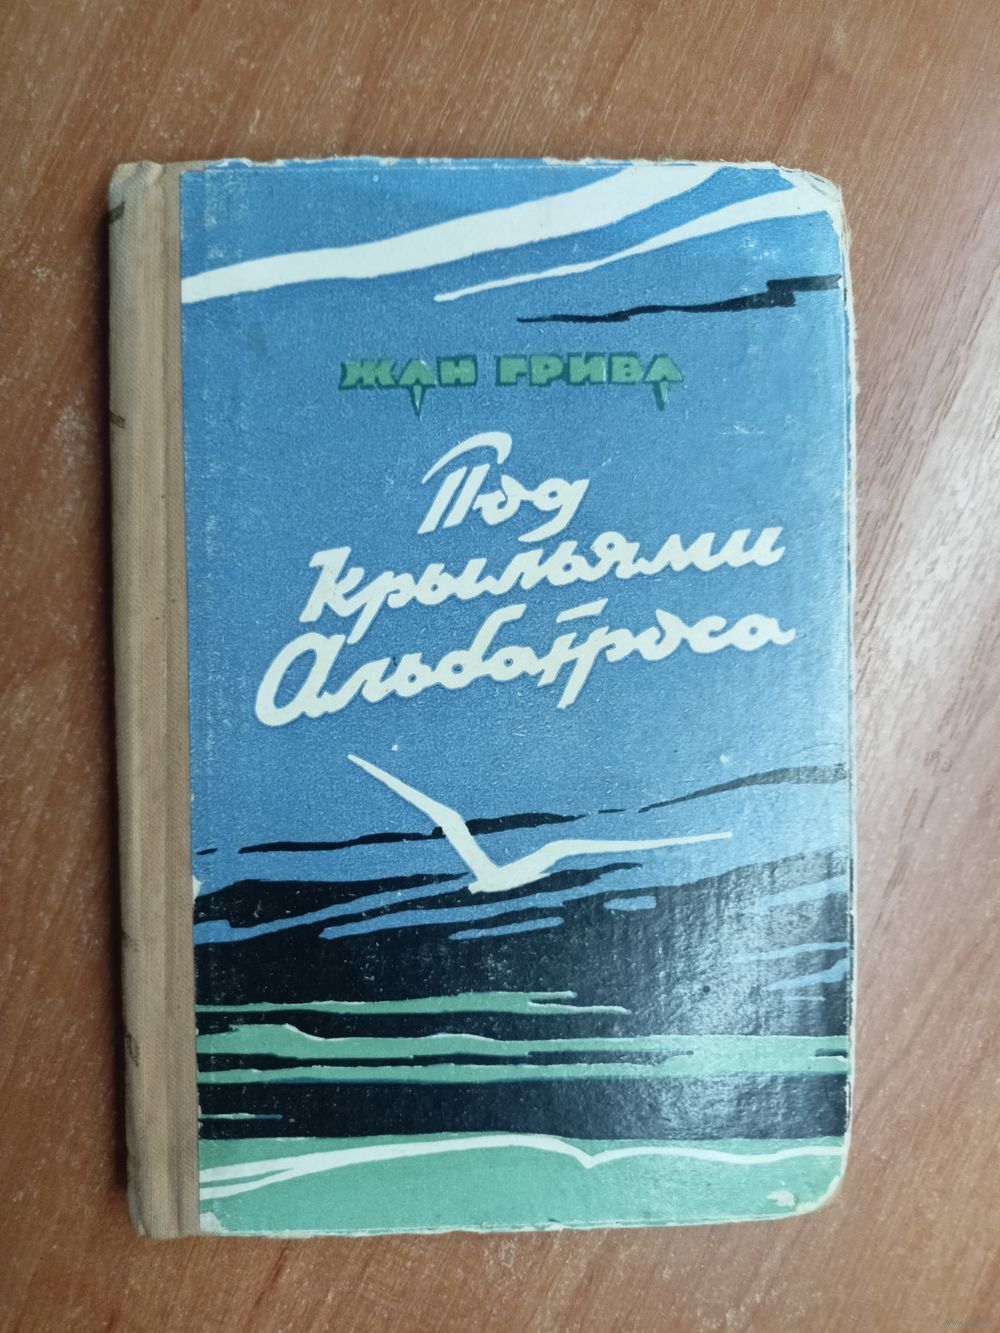 ЖАН ГРИВА
Под
крыльями
Альбатроса